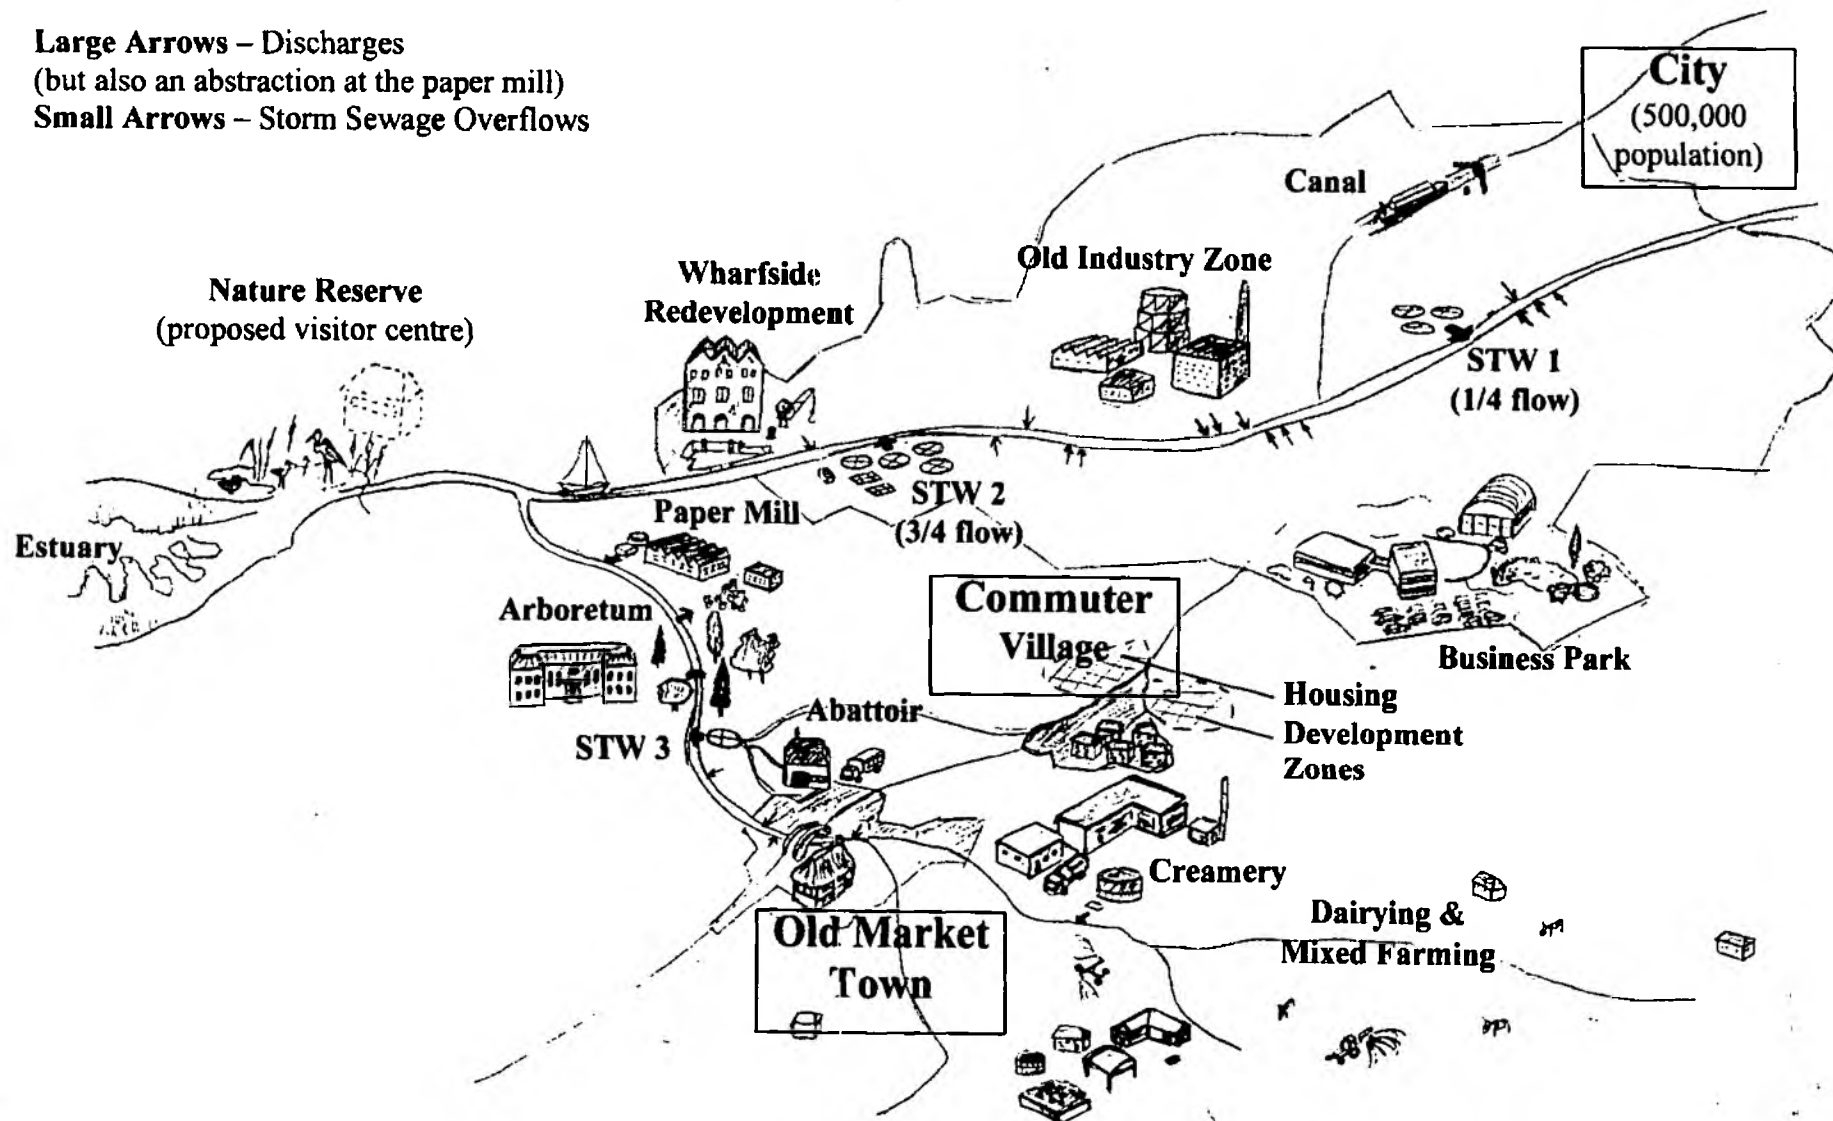 Large Arrows – Discharges
(but also an abstraction at the paper mill)
Small Arrows – Storm Sewage Overflows
City
(500,000
population)
Canal
Old Industry Zone
Wharfside
Redevelopment
Nature Reserve
(proposed visitor centre)
STW 1
(1/4 flow)
STW 2
(3/4 flow)
Paper Mill
Estuary
Commuter
Village
Arboretum
Business Park
Housing
Development
Zones
Abattoir
STW 3
Creamery
Dairying &
Mixed Farming
Old Market
Town